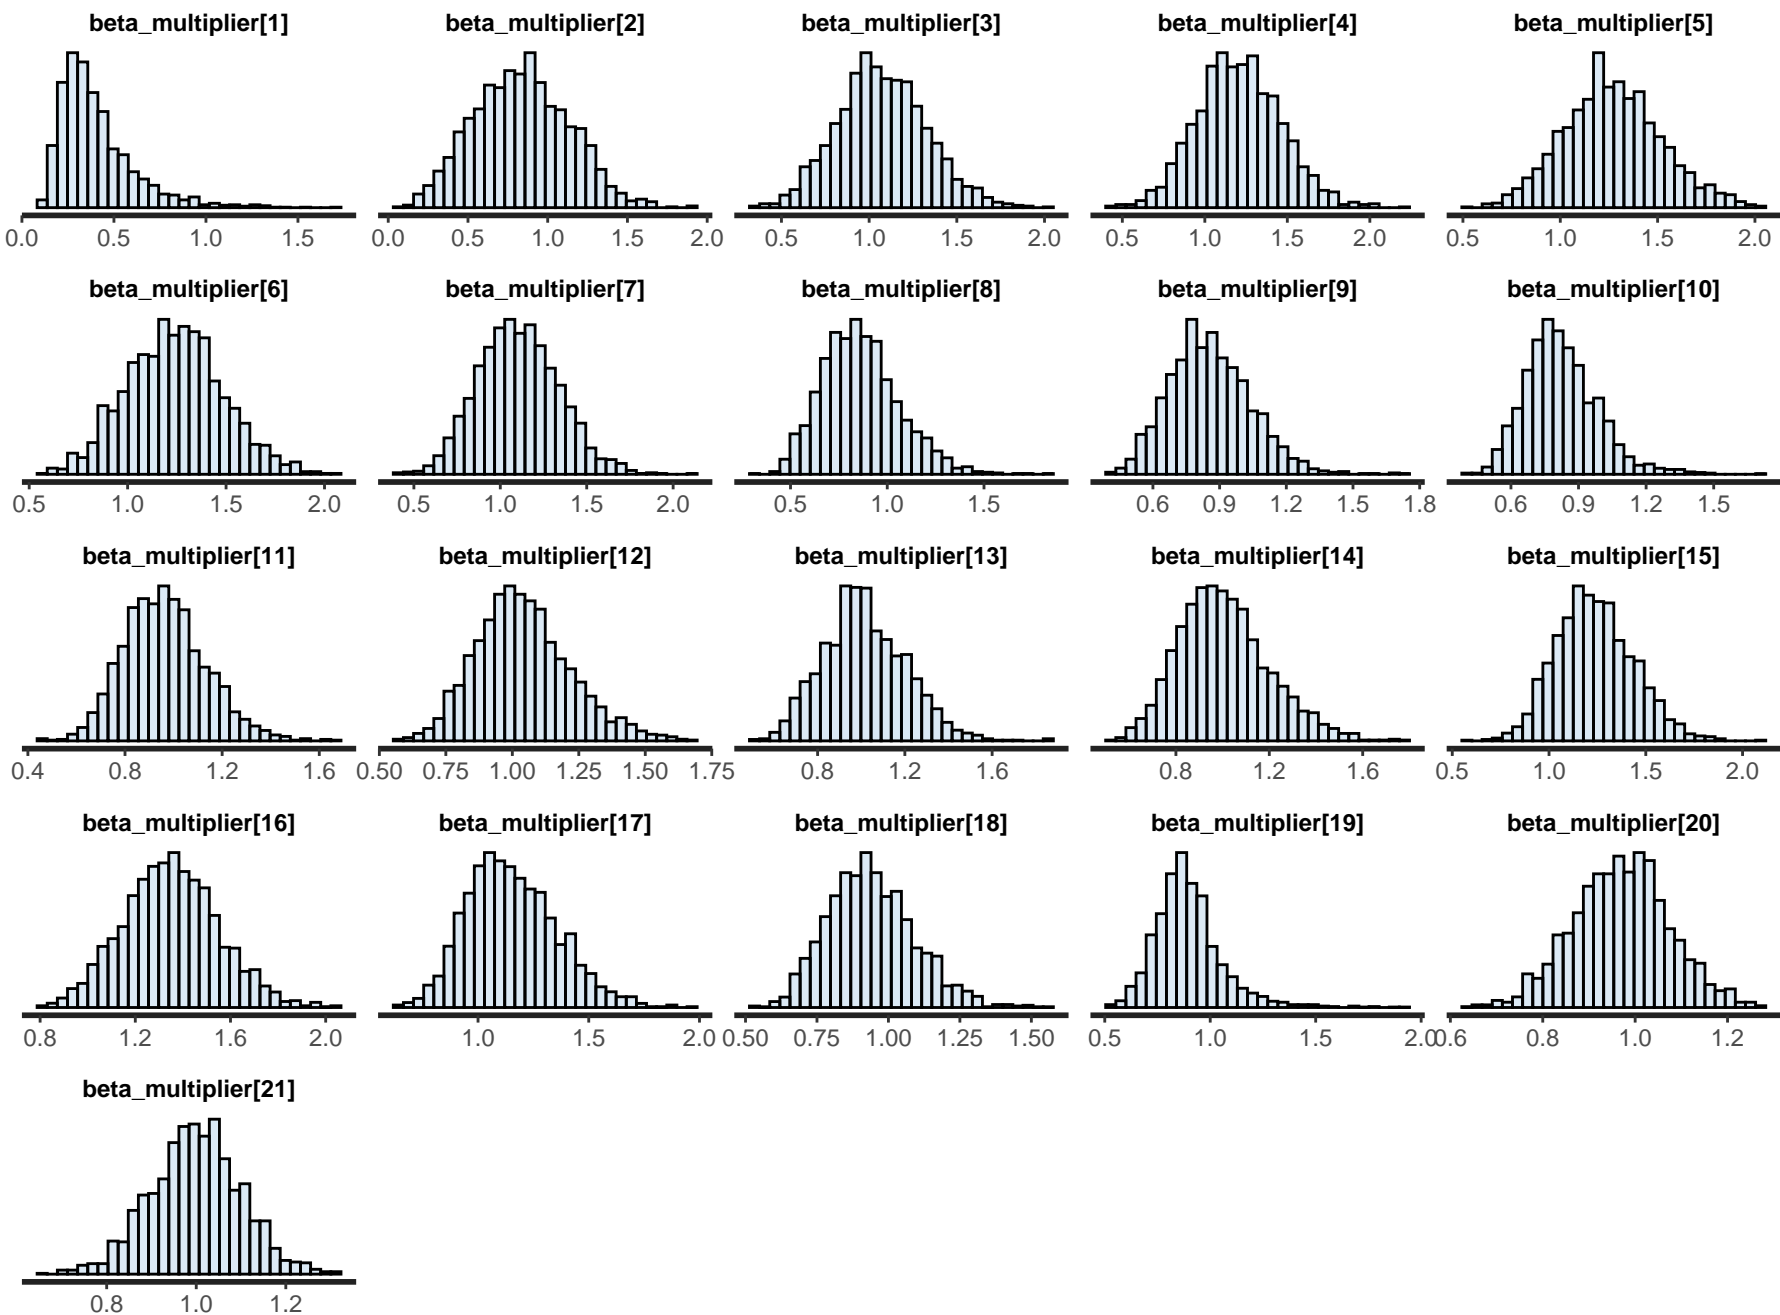 beta_multiplier[1] beta_multiplier[2] beta_multiplier[3] beta_multiplier[4] beta_multiplier[5]
0.0 0.5 1.0 1.5 0.0 0.5 1.0 1.5 2.0 0.5 1.0 1.5 2.0 0.5 1.0 1.5 2.0 0.5 1.0 1.5 2.0
beta_multiplier[6] beta_multiplier[7] beta_multiplier[8] beta_multiplier[9] beta_multiplier[10]
0.5 1.0 1.5 2.0 0.5 1.0 1.5 2.0 0.5 1.0 1.5 0.6 0.9 1.2 1.5 1.8 0.6 0.9 1.2 1.5
beta_multiplier[11] beta_multiplier[12] beta_multiplier[13] beta_multiplier[14] beta_multiplier[15]
0.4 0.8 1.2 1.6 0.50 0.75 1.00 1.25 1.50 1.75 0.8 1.2 1.6 0.8 1.2 1.6 0.5 1.0 1.5 2.0
beta_multiplier[16] beta_multiplier[17] beta_multiplier[18] beta_multiplier[19] beta_multiplier[20]
0.8 1.2 1.6 2.0 1.0 1.5 2.0 0.50 0.75 1.00 1.25 1.50 0.5 1.0 1.5 2.0 0.6 0.8 1.0 1.2
beta_multiplier[21]
0.8 1.0 1.2